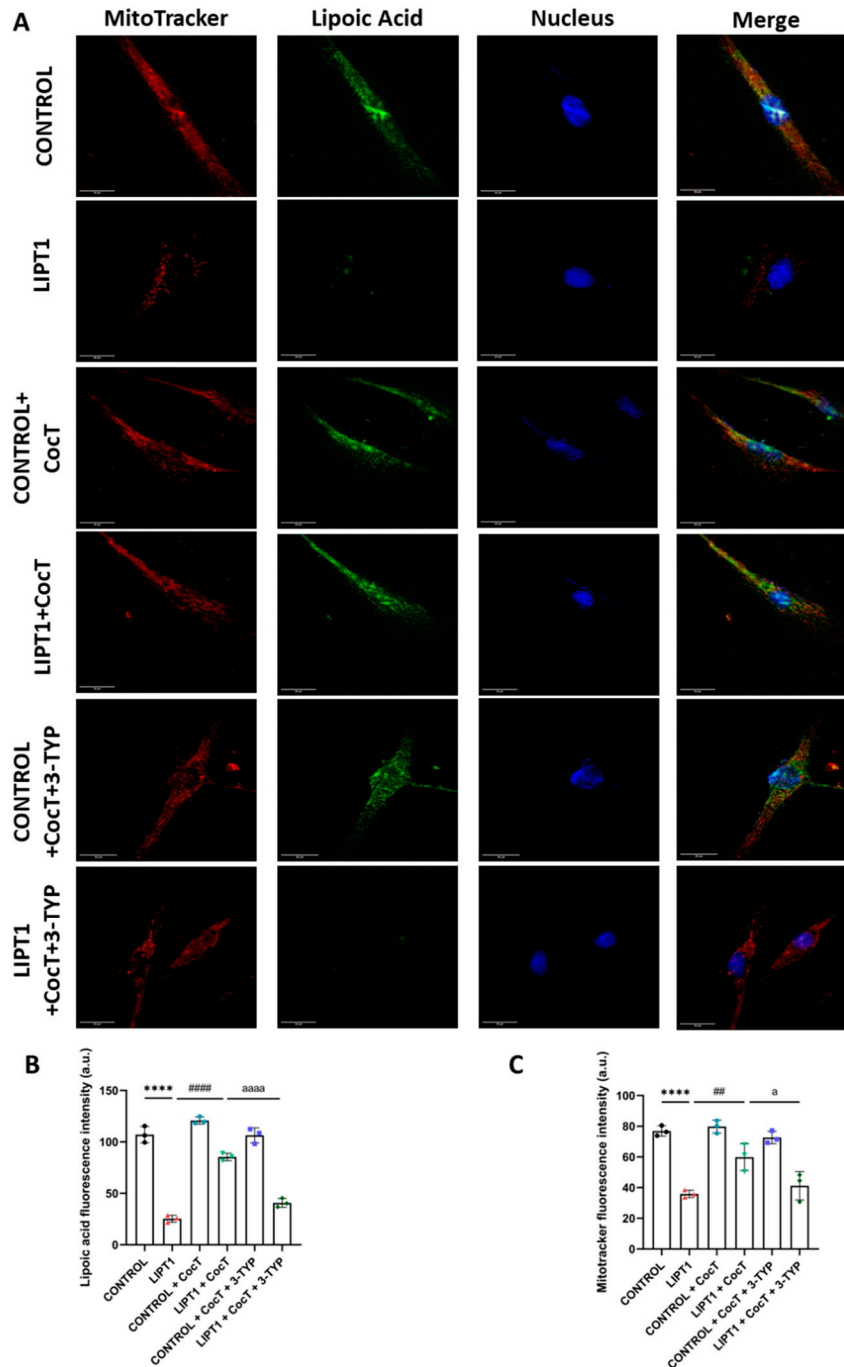 A
MitoTracker
Lipoic Acid
Nucleus
Merge
CONTROL
LIPT1
CONTROL+
CocT
LIPT1+CocT
CONTROL
+CocT+3-TYP
LIPT1
+CocT+3-TYP
B
Lipoic acid fluorescence intensity (a.u.)
150
100
50
0
****
####
aaaa
CONTROL
LIPT1
CONTROL + CocT
LIPT1 + CocT
CONTROL + CocT + 3-TYP
LIPT1 + CocT + 3-TYP
C
Mitotracker fluorescence intensity (a.u.)
100
80
60
40
20
0
****
##
a
CONTROL
LIPT1
CONTROL + CocT
LIPT1 + CocT
CONTROL + CocT + 3-TYP
LIPT1 + CocT + 3-TYP